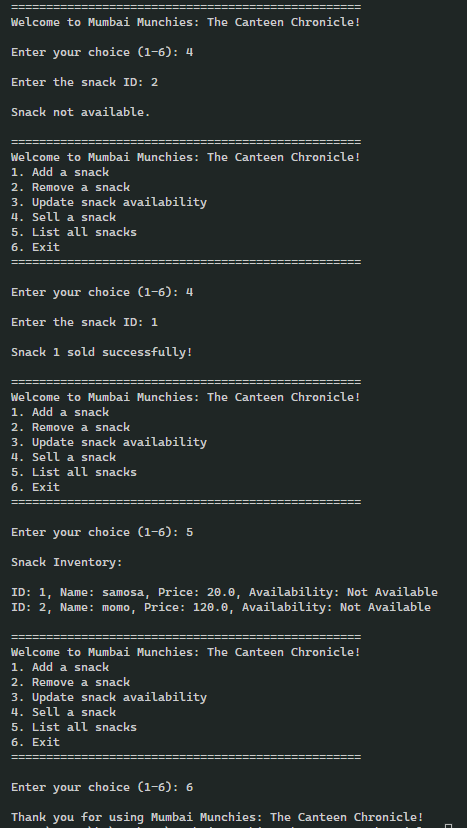 ==================================================
Welcome to Mumbai Munchies: The Canteen Chronicle!
Enter your choice (1-6): 4
Enter the snack ID: 2
Snack not available.
==================================================
Welcome to Mumbai Munchies: The Canteen Chronicle!
1. Add a snack
2. Remove a snack
3. Update snack availability
4. Sell a snack
5. List all snacks
6. Exit
==================================================
Enter your choice (1-6): 4
Enter the snack ID: 1
Snack 1 sold successfully!
==================================================
Welcome to Mumbai Munchies: The Canteen Chronicle!
1. Add a snack
2. Remove a snack
3. Update snack availability
4. Sell a snack
5. List all snacks
6. Exit
==================================================
Enter your choice (1-6): 5
Snack Inventory:
ID: 1, Name: samosa, Price: 20.0, Availability: Not Available
ID: 2, Name: momo, Price: 120.0, Availability: Not Available
==================================================
Welcome to Mumbai Munchies: The Canteen Chronicle!
1. Add a snack
2. Remove a snack
3. Update snack availability
4. Sell a snack
5. List all snacks
6. Exit
==================================================
Enter your choice (1-6): 6
Thank you for using Mumbai Munchies: The Canteen Chronicle!